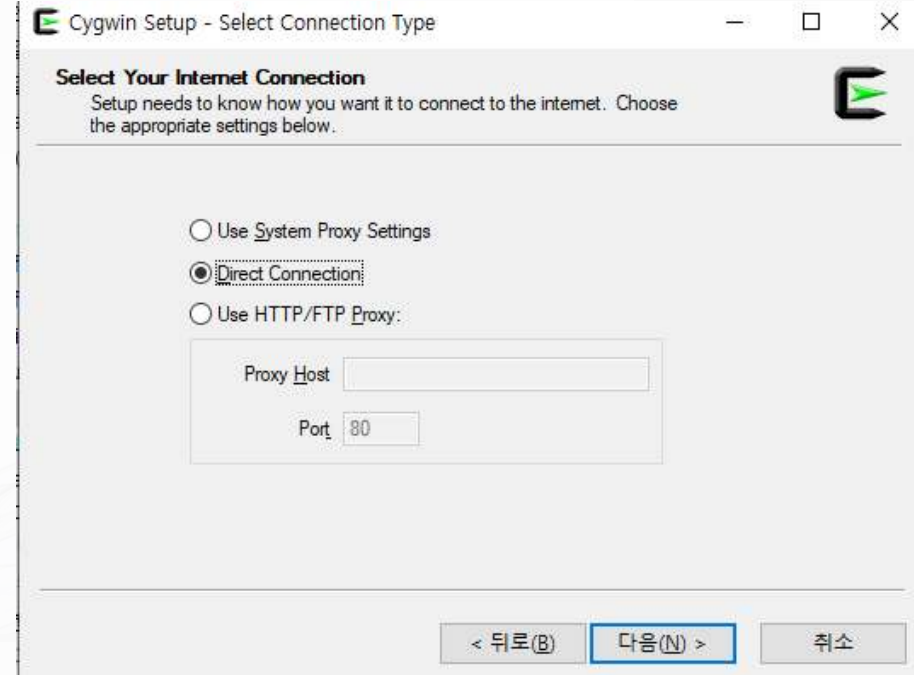 Cygwin Setup - Select Connection Type
Select Your Internet Connection
Setup needs to know how you want it to connect to the internet. Choose
the appropriate settings below.
Use System Proxy Settings
Direct Connection
Use HTTP/FTP Proxy:
Proxy Host
Port 80
< 뒤로(B) 다음(N) > 취소